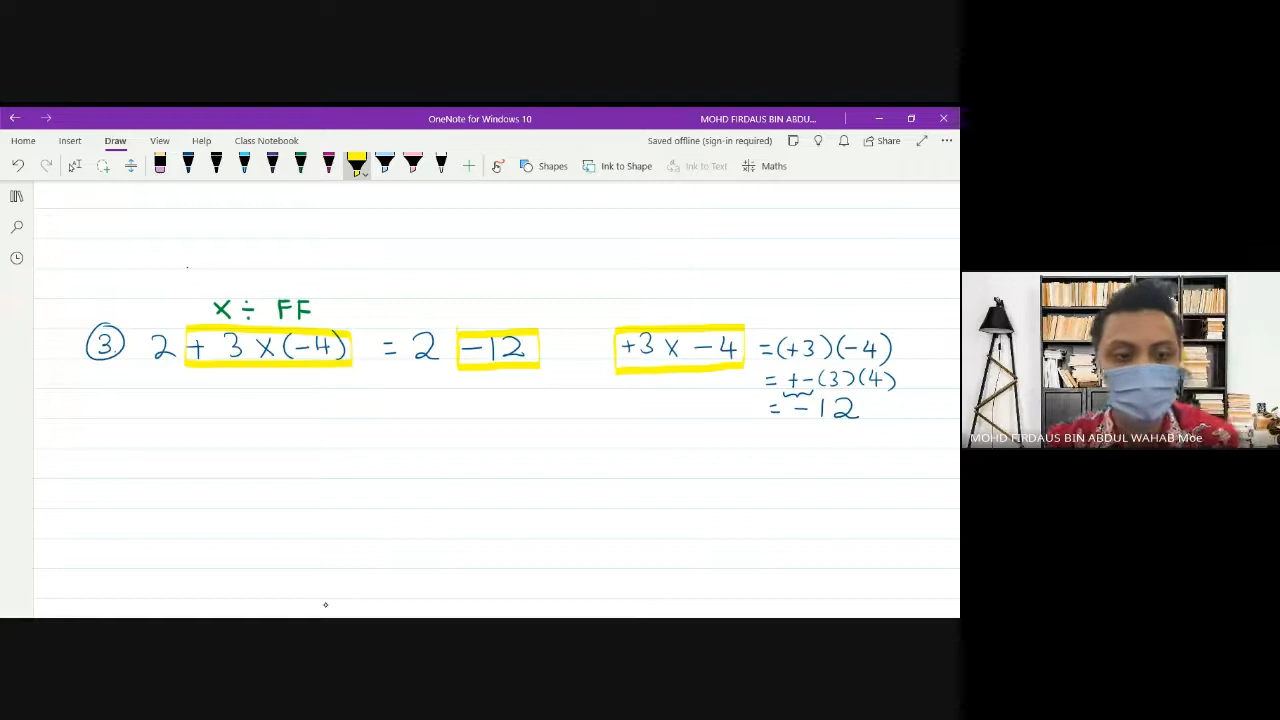 OneNote for Windows 10
MOHD FIRDAUS BIN ABDU...
Home Insert Draw View Help Class Notebook
Saved offline (sign-in required)
Share
Shapes
Ink to Shape
Ink to Text
Maths
× ÷ FF
③ 2 + 3 × (-4) = 2 -12
+3 × -4 = (+3)(-4)
= +-(3)(4)
= -12
MOHD FIRDAUS BIN ABDUL WAHAB Moe